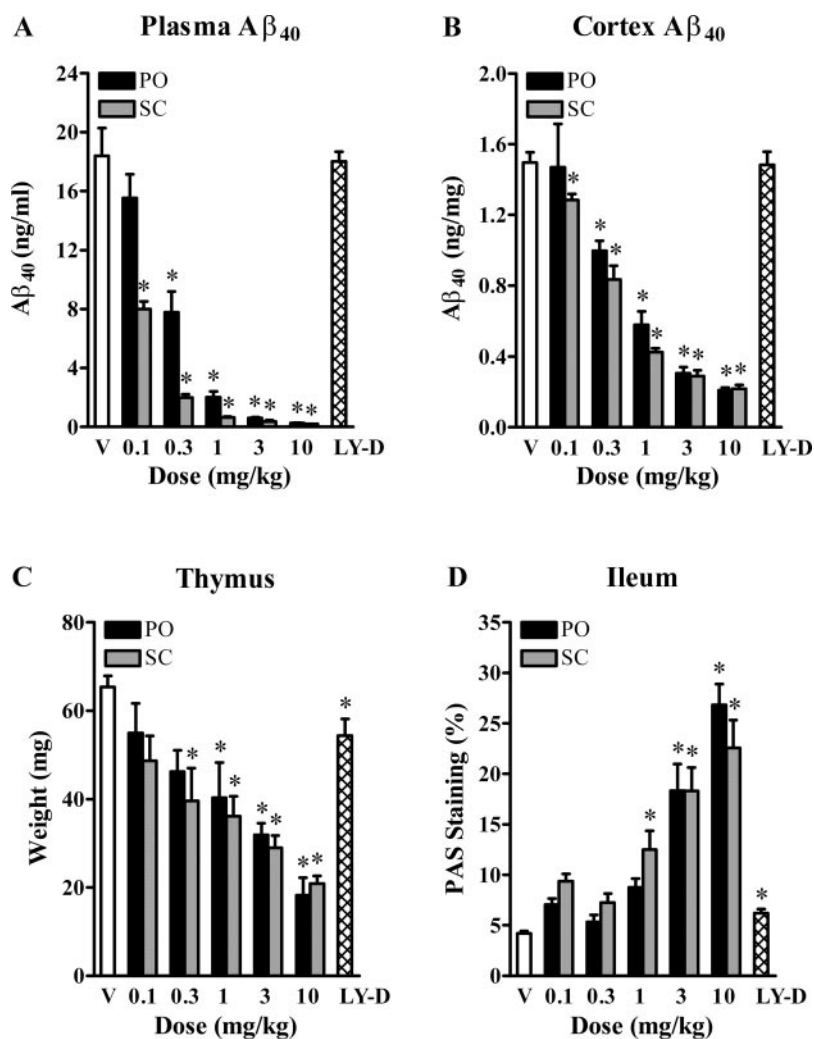 A
Plasma Aβ40
PO
SC
Aβ40 (ng/ml)
24
20
16
12
8
4
0
*
*
*
*
*
* *
**
V 0.1 0.3 1 3 10 LY-D
Dose (mg/kg)
B
Cortex Aβ40
PO
SC
Aβ40 (ng/mg)
2.0
1.6
1.2
0.8
0.4
0.0
*
*
*
*
*
* *
**
V 0.1 0.3 1 3 10 LY-D
Dose (mg/kg)
C
Thymus
PO
SC
Weight (mg)
80
60
40
20
0
*
*
*
* *
* *
*
V 0.1 0.3 1 3 10 LY-D
Dose (mg/kg)
D
Ileum
PO
SC
PAS Staining (%)
35
30
25
20
15
10
5
0
*
* *
*
*
*
V 0.1 0.3 1 3 10 LY-D
Dose (mg/kg)